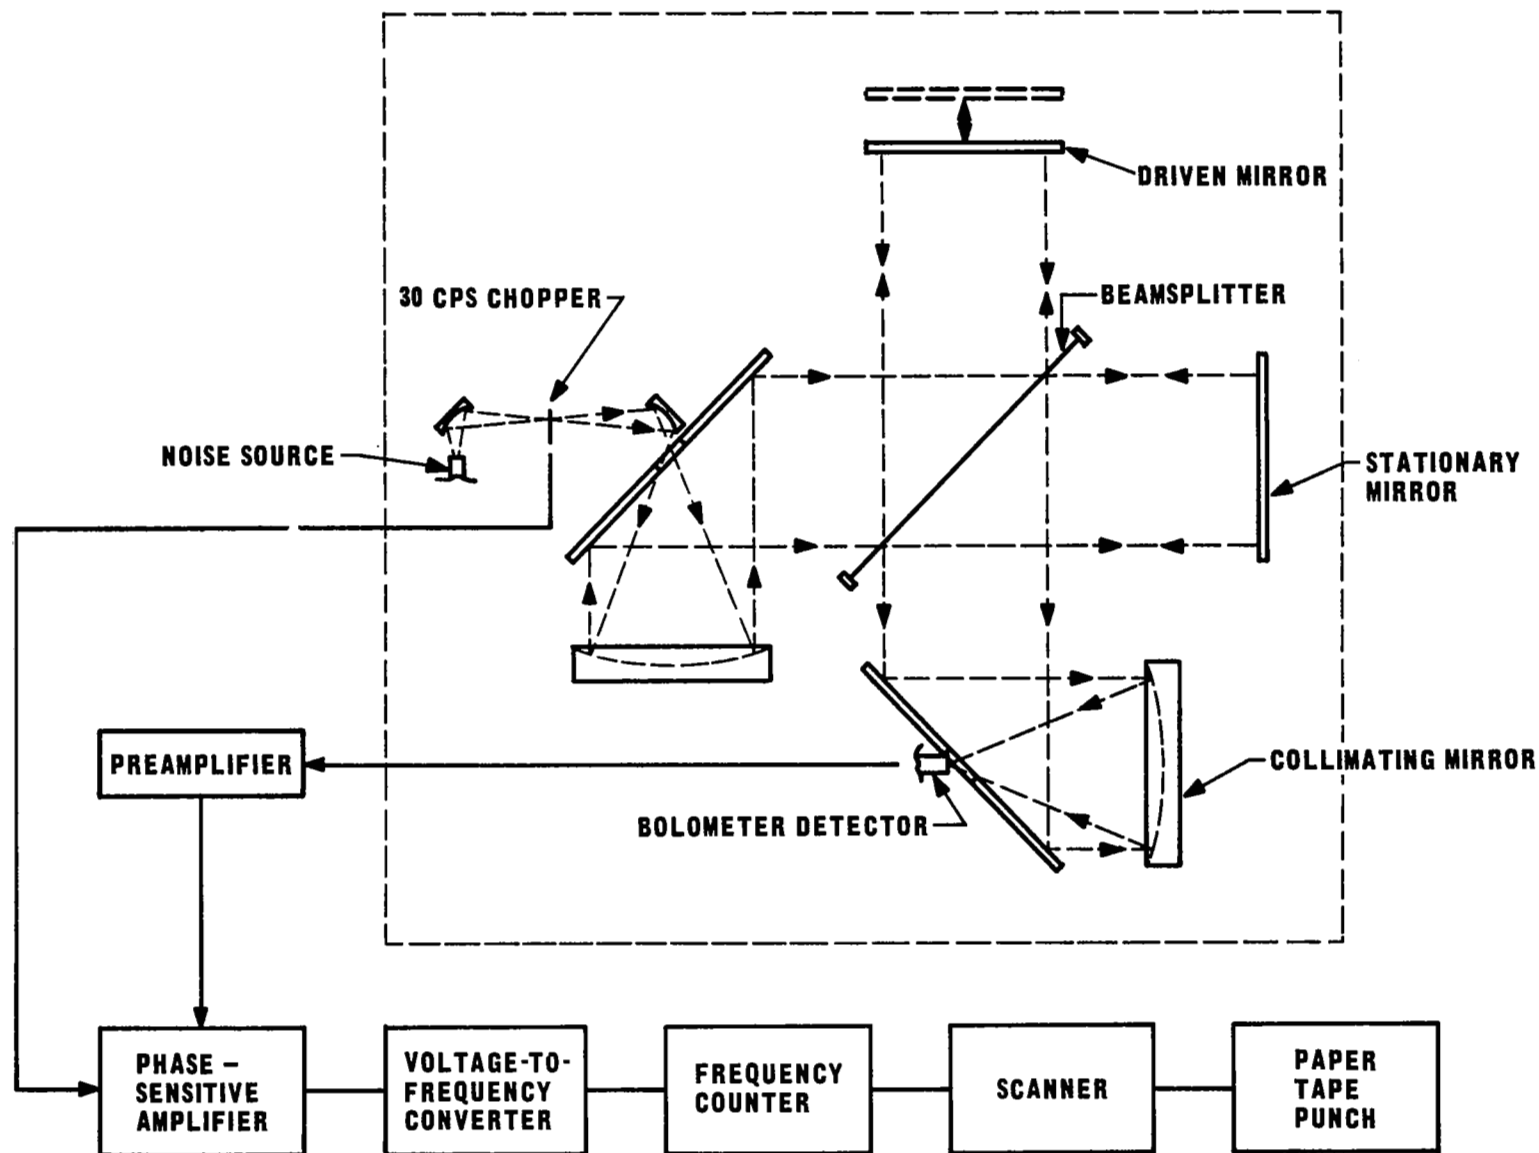 DRIVEN MIRROR
30 CPS CHOPPER
BEAMSPLITTER
NOISE SOURCE
STATIONARY
MIRROR
PREAMPLIFIER
COLLIMATING MIRROR
BOLOMETER DETECTOR
PHASE –
SENSITIVE
AMPLIFIER
VOLTAGE-TO-
FREQUENCY
CONVERTER
FREQUENCY
COUNTER
SCANNER
PAPER
TAPE
PUNCH